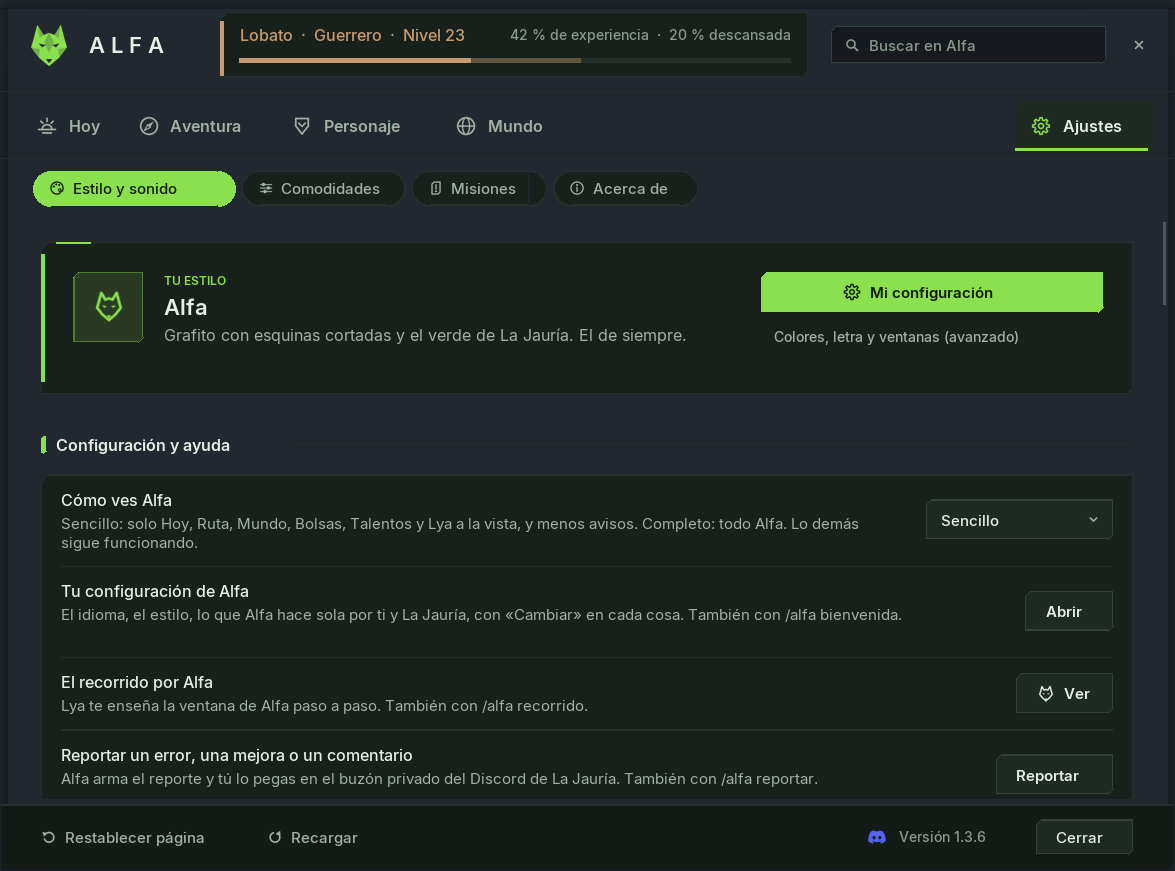 ALFA
Lobato · Guerrero · Nivel 23
42 % de experiencia · 20 % descansada
Buscar en Alfa
Hoy
Aventura
Personaje
Mundo
Ajustes
Estilo y sonido
Comodidades
Misiones
Acerca de
TU ESTILO
Alfa
Grafito con esquinas cortadas y el verde de La Jauría. El de siempre.
Mi configuración
Colores, letra y ventanas (avanzado)
Configuración y ayuda
Cómo ves Alfa
Sencillo: solo Hoy, Ruta, Mundo, Bolsas, Talentos y Lya a la vista, y menos avisos. Completo: todo Alfa. Lo demás
sigue funcionando.
Sencillo
Tu configuración de Alfa
El idioma, el estilo, lo que Alfa hace sola por ti y La Jauría, con «Cambiar» en cada cosa. También con /alfa bienvenida.
Abrir
El recorrido por Alfa
Lya te enseña la ventana de Alfa paso a paso. También con /alfa recorrido.
Ver
Reportar un error, una mejora o un comentario
Alfa arma el reporte y tú lo pegas en el buzón privado del Discord de La Jauría. También con /alfa reportar.
Reportar
Restablecer página
Recargar
Versión 1.3.6
Cerrar